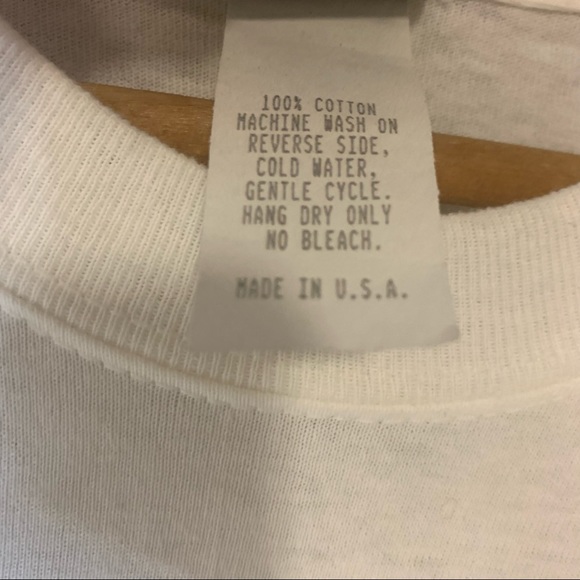 100% COTTON
MACHINE WASH ON
REVERSE SIDE,
COLD WATER,
GENTLE CYCLE.
HANG DRY ONLY
NO BLEACH.
MADE IN U.S.A.